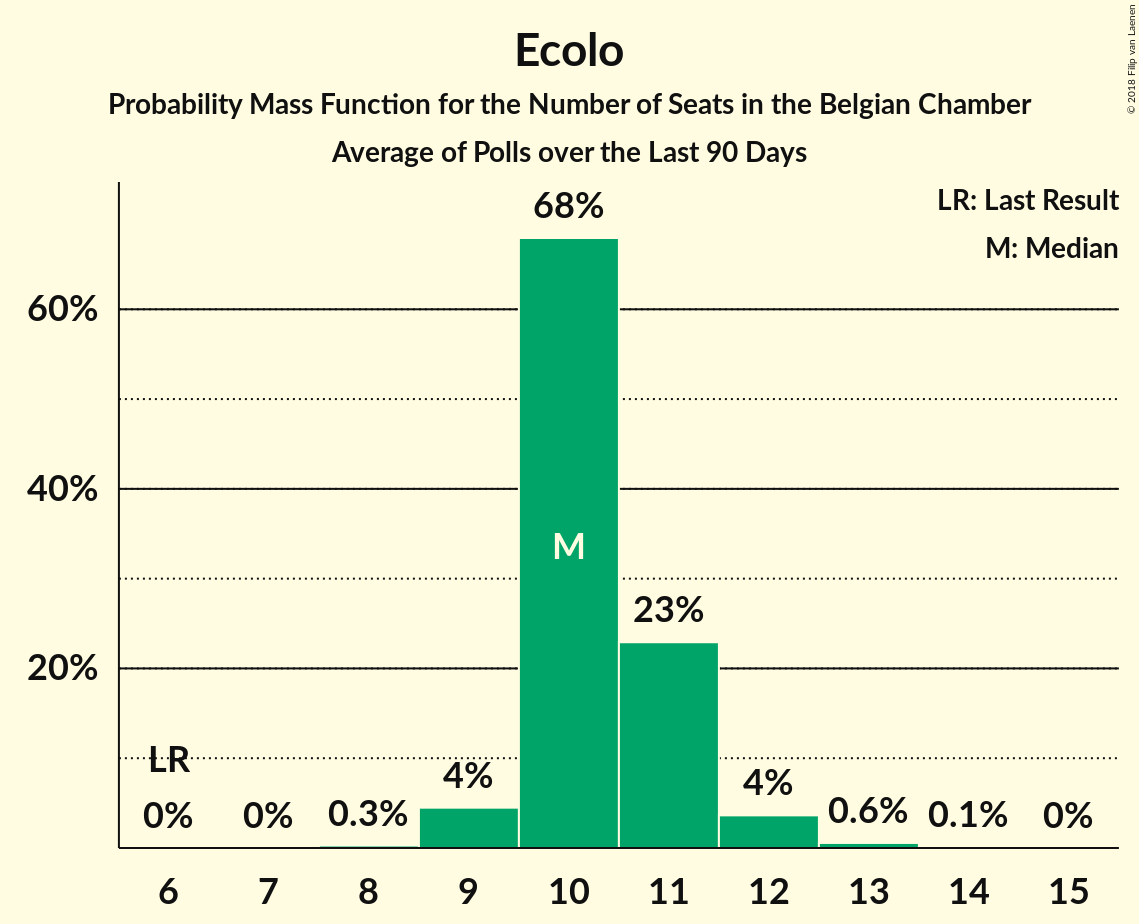 Ecolo
Probability Mass Function for the Number of Seats in the Belgian Chamber
Average of Polls over the Last 90 Days
© 2018 Filip van Laenen
LR: Last Result
M: Median
68%
60%
40%
M
23%
20%
LR
0%
0%
0.3%
4%
4%
0.6%
0.1%
0%
6 7 8 9 10 11 12 13 14 15